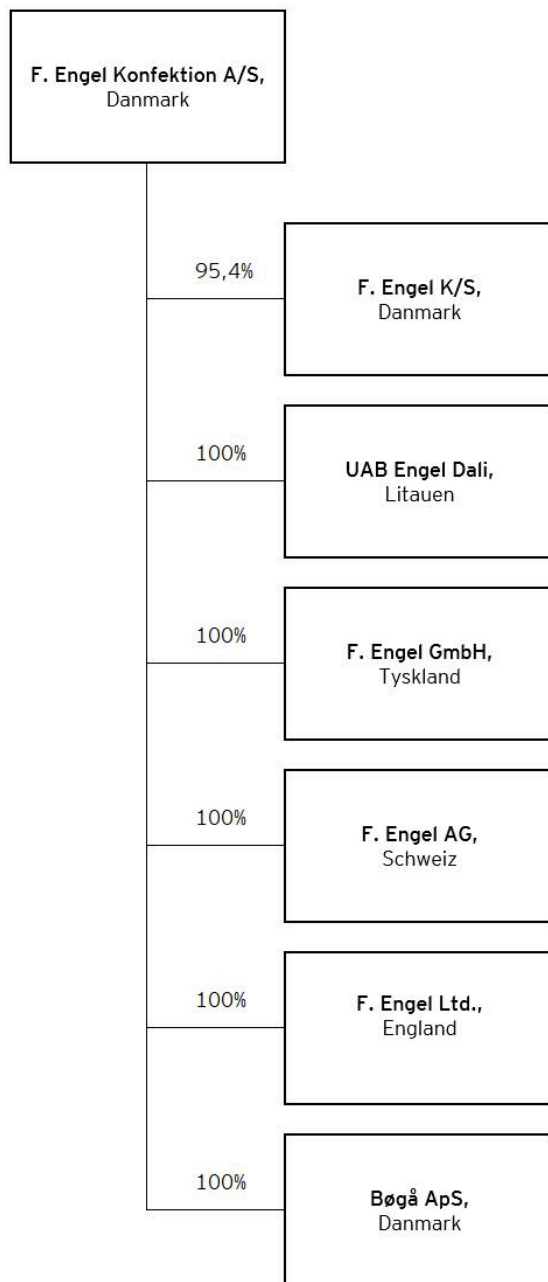 F. Engel Konfektion A/S,
Danmark
95,4%
F. Engel K/S,
Danmark
100%
UAB Engel Dali,
Litauen
100%
F. Engel GmbH,
Tyskland
100%
F. Engel AG,
Schweiz
100%
F. Engel Ltd.,
England
100%
Bøgå ApS,
Danmark